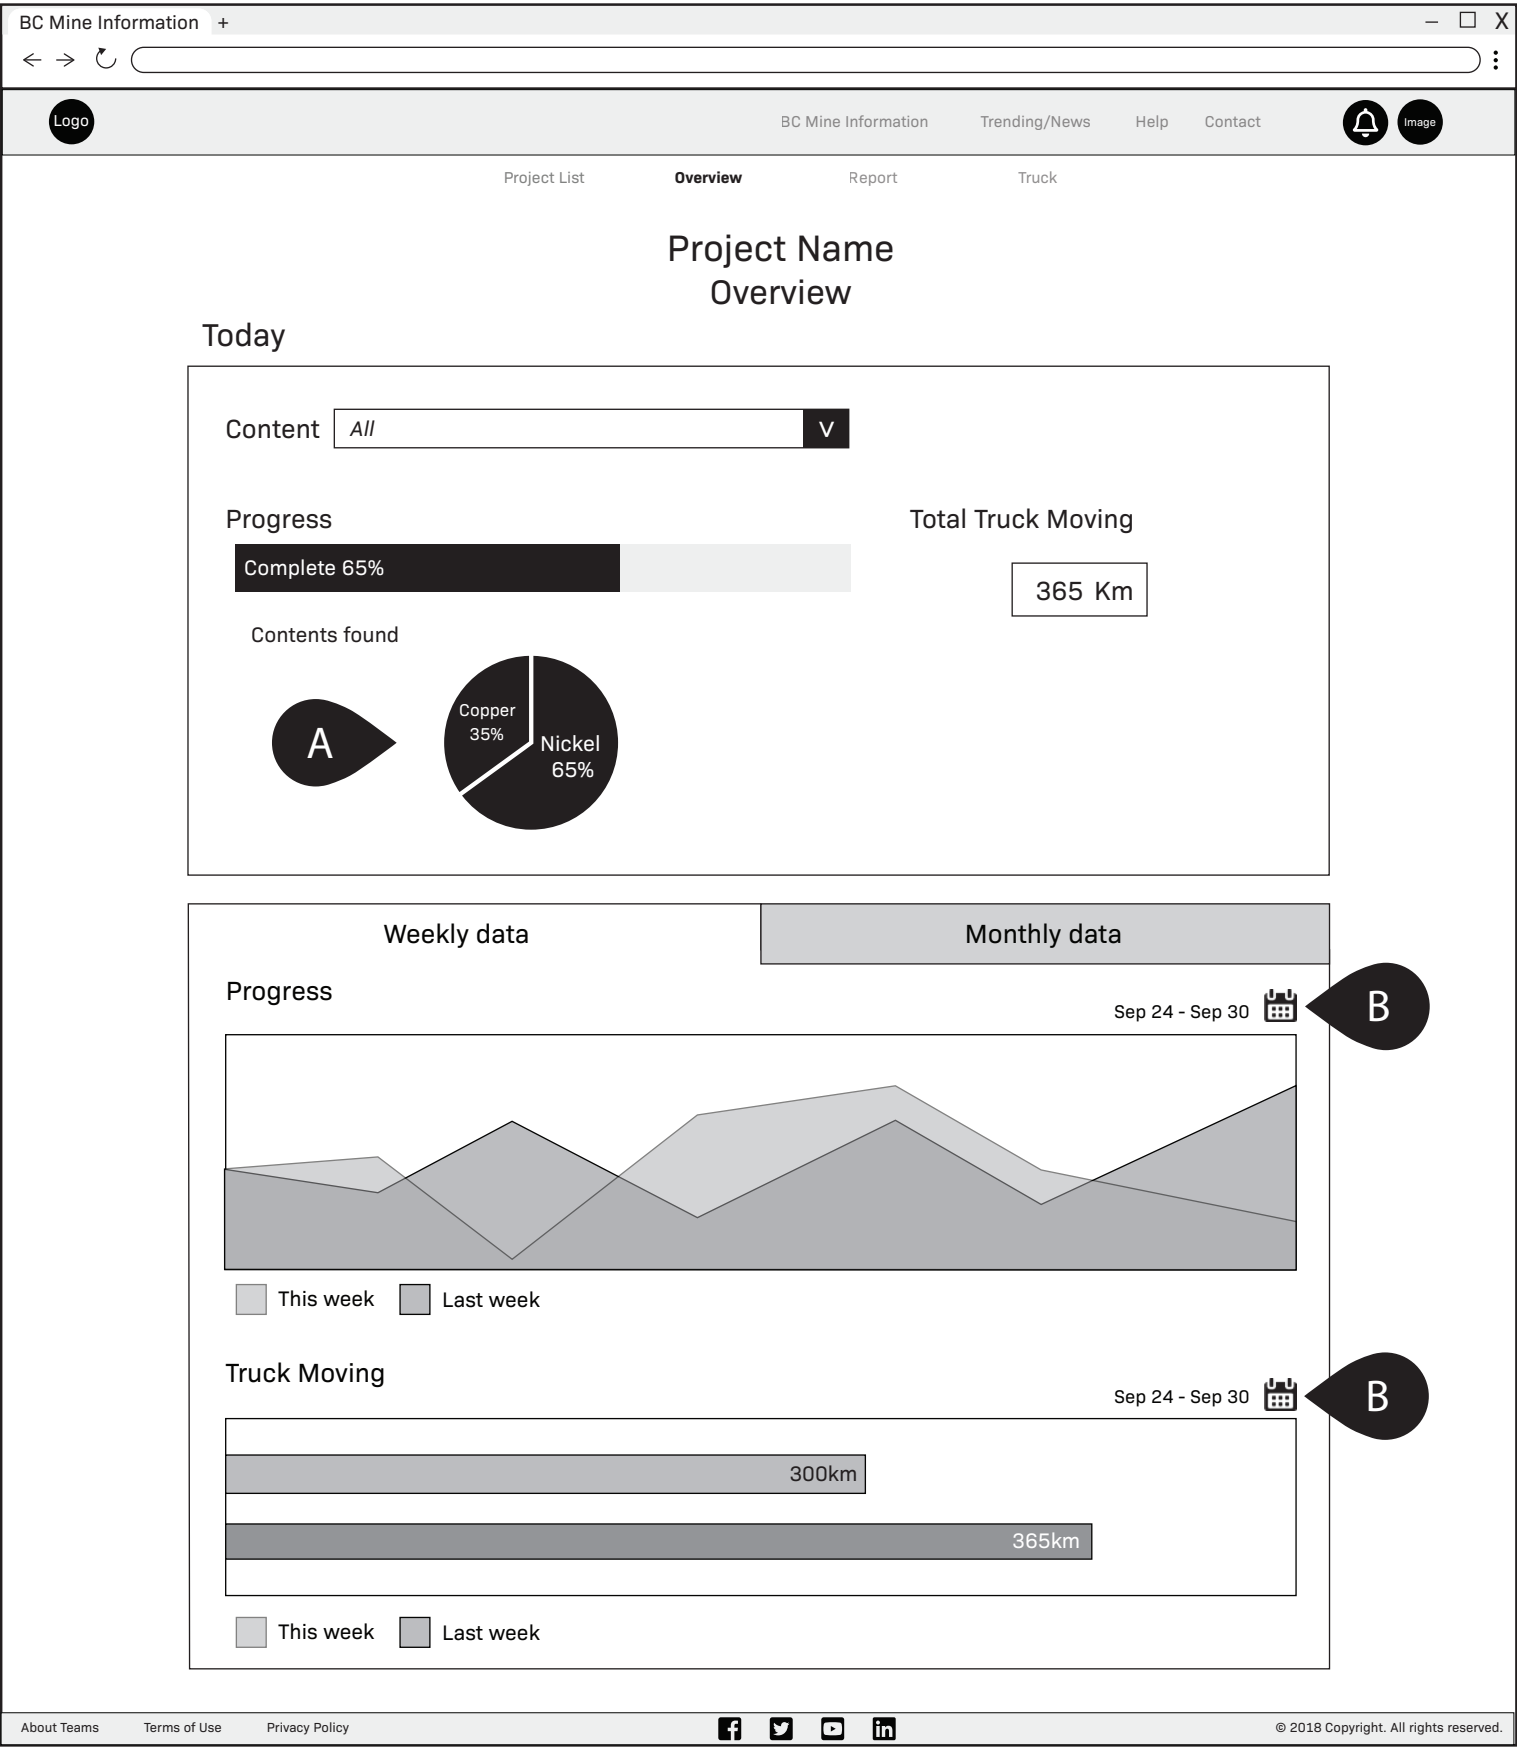 BC Mine Information +
Logo
BC Mine Information Trending/News Help Contact
Image
Project List Overview Report Truck
Project Name
Overview
Today
Content All V
Progress
Total Truck Moving
Complete 65%
365 Km
Contents found
Copper
35%
Nickel
65%
A
Weekly data
Monthly data
Progress
Sep 24 - Sep 30
B
This week Last week
Truck Moving
Sep 24 - Sep 30
B
300km
365km
This week Last week
About Teams Terms of Use Privacy Policy
© 2018 Copyright. All rights reserved.